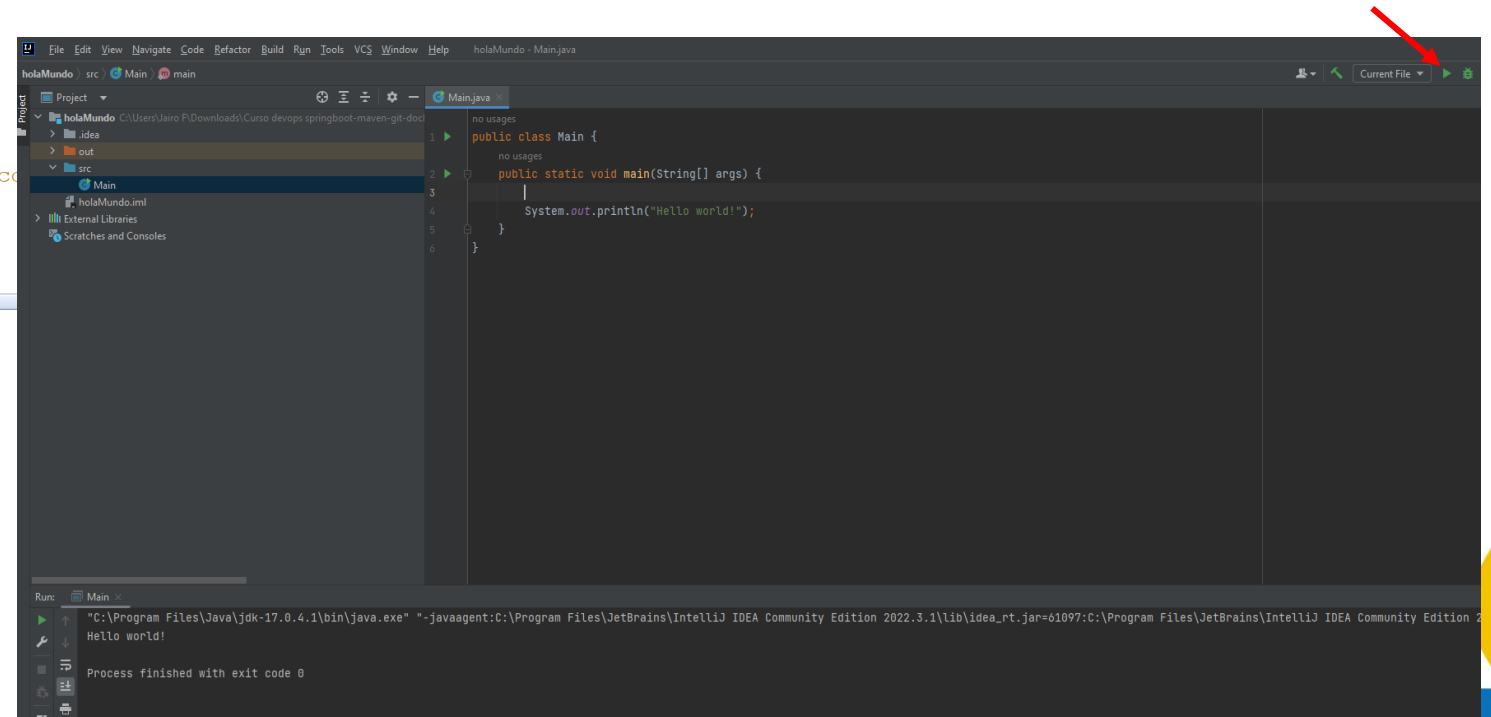 File Edit View Navigate Code Refactor Build Run Tools VCS Window Help holaMundo - Main.java
holaMundo src Main main
Current File
Project
Project
Main.java
holaMundo C:\Users\Jairo F\Downloads\Curso devops springboot-maven-git-doc
.idea
out
src
Main
holaMundo.iml
External Libraries
Scratches and Consoles
no usages
1 public class Main {
no usages
2 public static void main(String[] args) {
3
4 System.out.println("Hello world!");
5 }
6 }
Run: Main
"C:\Program Files\Java\jdk-17.0.4.1\bin\java.exe" "-javaagent:C:\Program Files\JetBrains\IntelliJ IDEA Community Edition 2022.3.1\lib\idea_rt.jar=61097:C:\Program Files\JetBrains\IntelliJ IDEA Community Edition 2
Hello world!
Process finished with exit code 0